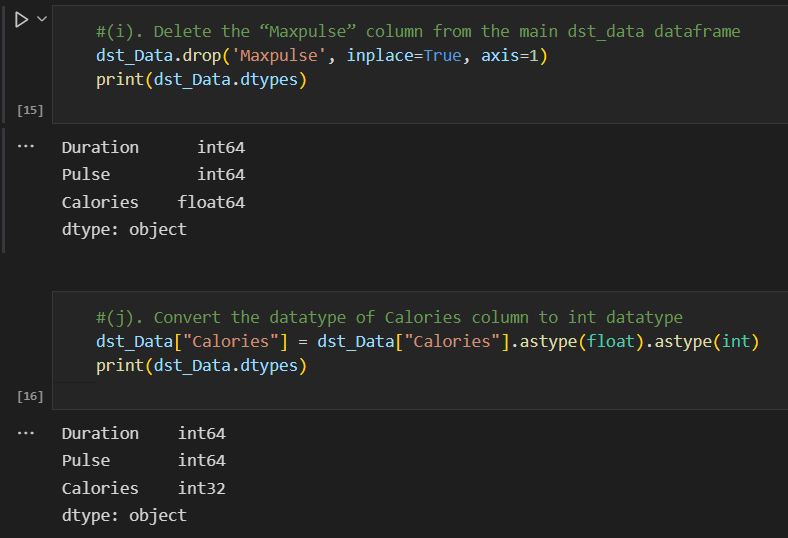 #(i). Delete the “Maxpulse” column from the main dst_data dataframe
dst_Data.drop('Maxpulse', inplace=True, axis=1)
print(dst_Data.dtypes)
[15]
Duration int64
Pulse int64
Calories float64
dtype: object
#(j). Convert the datatype of Calories column to int datatype
dst_Data["Calories"] = dst_Data["Calories"].astype(float).astype(int)
print(dst_Data.dtypes)
[16]
Duration int64
Pulse int64
Calories int32
dtype: object